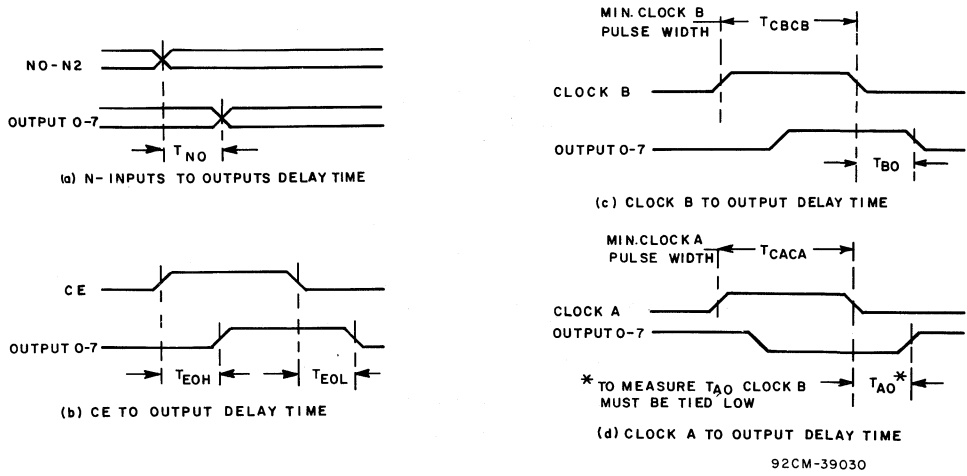 NO-N2
OUTPUT 0-7
TNO
(a) N-INPUTS TO OUTPUTS DELAY TIME
CE
OUTPUT 0-7
TEOH
TEOL
(b) CE TO OUTPUT DELAY TIME
MIN. CLOCK B
PULSE WIDTH
TCBCB
CLOCK B
OUTPUT 0-7
TBO
(c) CLOCK B TO OUTPUT DELAY TIME
MIN. CLOCK A
PULSE WIDTH
TCACA
CLOCK A
OUTPUT 0-7
* TO MEASURE TAO CLOCK B
MUST BE TIED LOW
TAO*
(d) CLOCK A TO OUTPUT DELAY TIME
92CM-39030